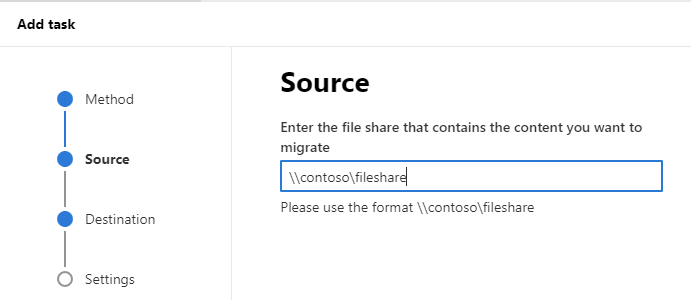 Add task
Method
Source
Destination
Settings
Source
Enter the file share that contains the content you want to
migrate
\\contoso\fileshare
Please use the format \\contoso\fileshare